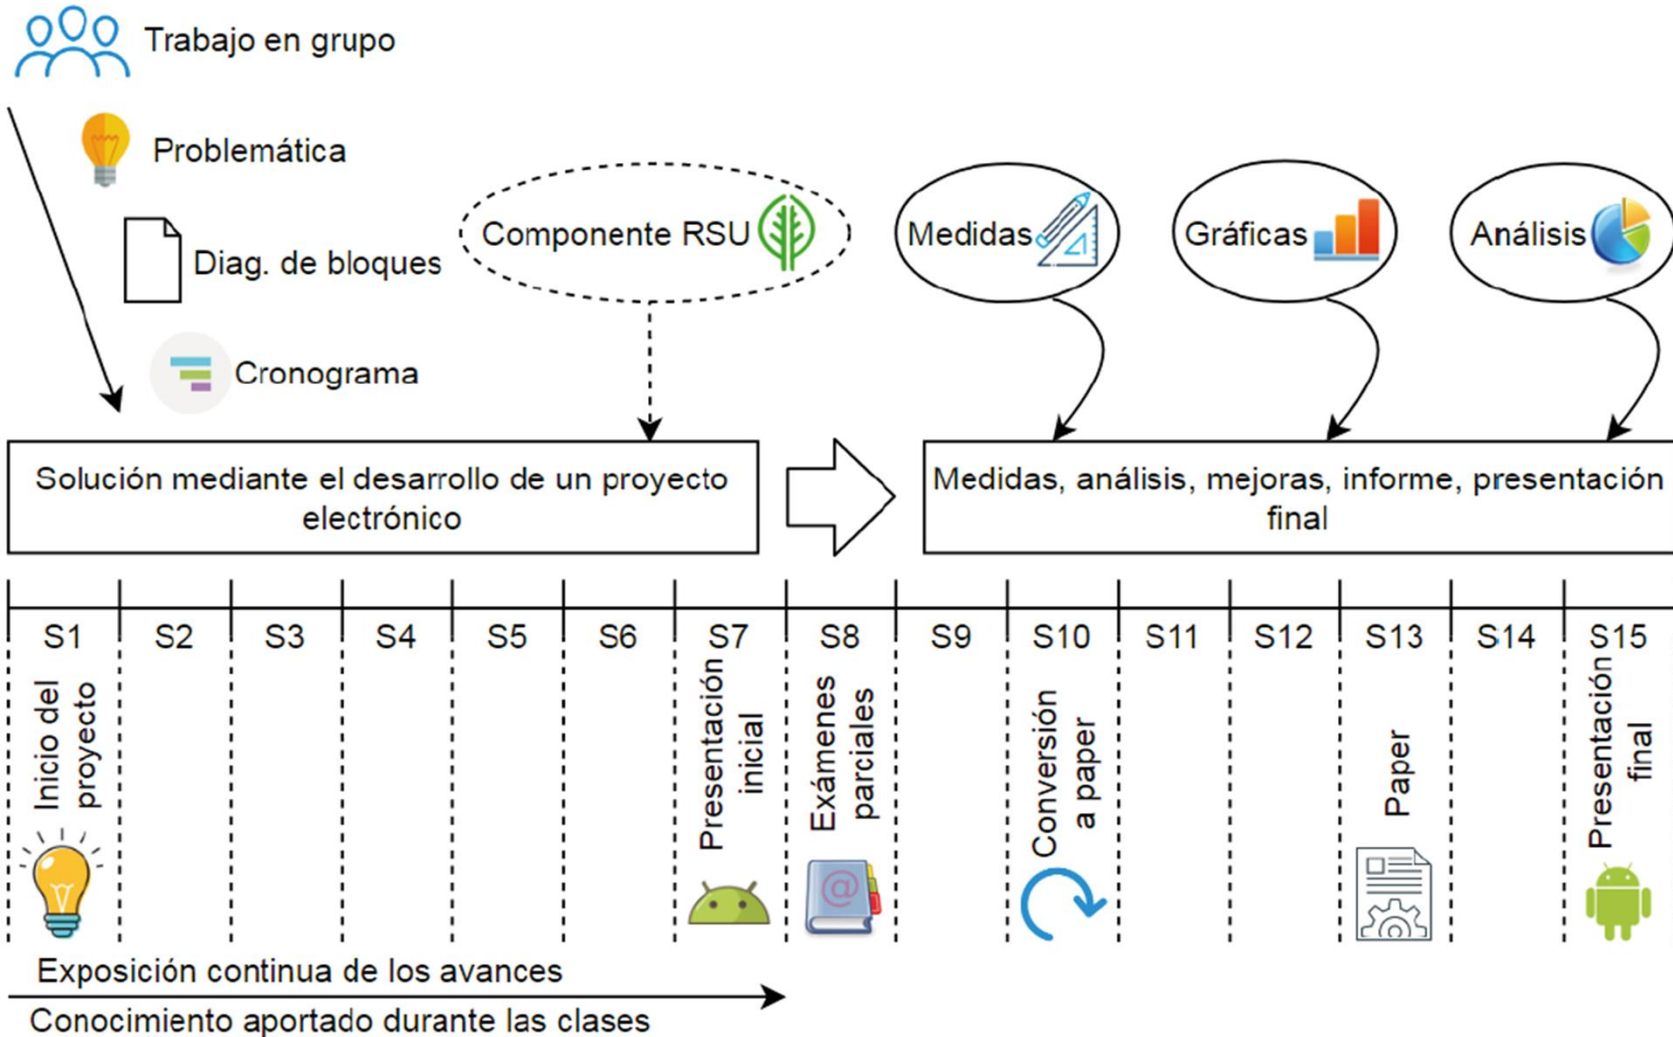 Trabajo en grupo
Problemática
Diag. de bloques
Cronograma
Componente RSU
Medidas
Gráficas
Análisis
Solución mediante el desarrollo de un proyecto
electrónico
Medidas, análisis, mejoras, informe, presentación
final
S1
S2
S3
S4
S5
S6
S7
S8
S9
S10
S11
S12
S13
S14
S15
Inicio del
proyecto
Presentación
inicial
Exámenes
parciales
@
Conversión
a paper
Paper
Presentación
final
Exposición continua de los avances
Conocimiento aportado durante las clases